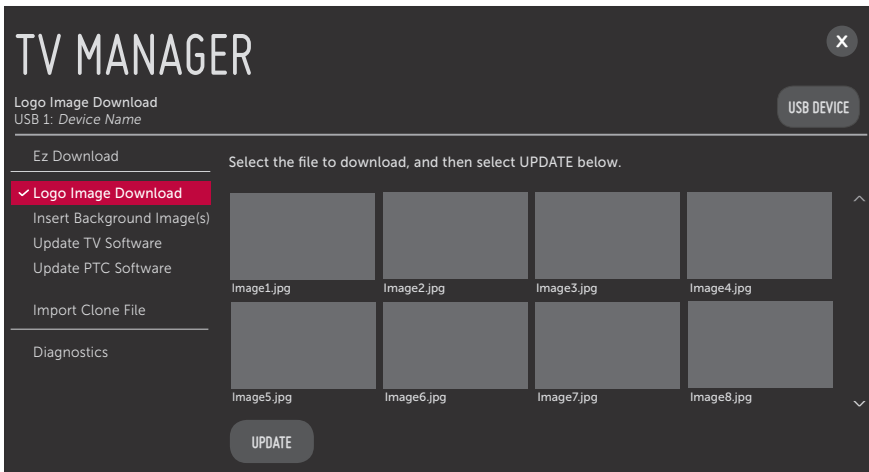 TV MANAGER
X
Logo Image Download
USB 1: Device Name
USB DEVICE
Ez Download
Select the file to download, and then select UPDATE below.
Logo Image Download
Insert Background Image(s)
Update TV Software
Update PTC Software
Import Clone File
Diagnostics
Image1.jpg
Image2.jpg
Image3.jpg
Image4.jpg
Image5.jpg
Image6.jpg
Image7.jpg
Image8.jpg
UPDATE